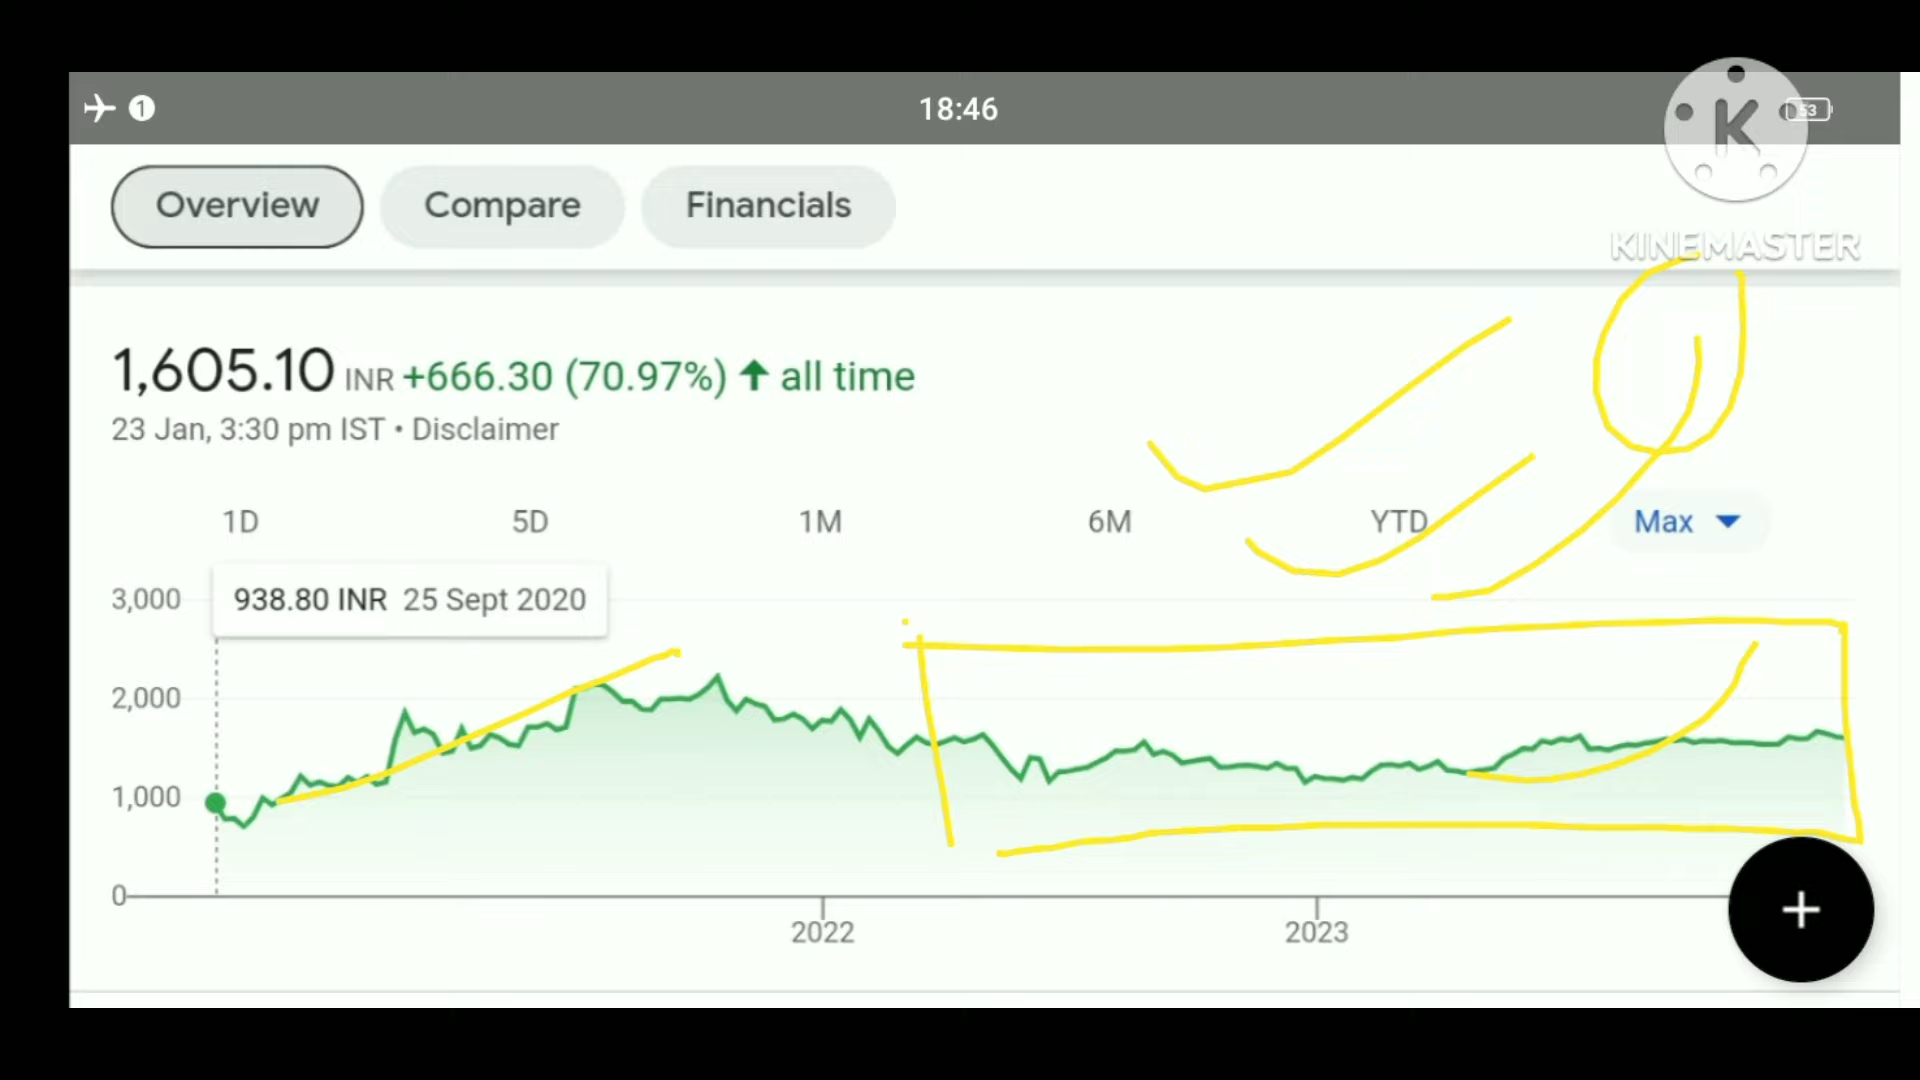 1
18:46
53
K
KINEMASTER
Overview Compare Financials
1,605.10 INR +666.30 (70.97%) ↑ all time
23 Jan, 3:30 pm IST • Disclaimer
1D 5D 1M 6M YTD Max
938.80 INR 25 Sept 2020
3,000
2,000
1,000
0
2022 2023
+